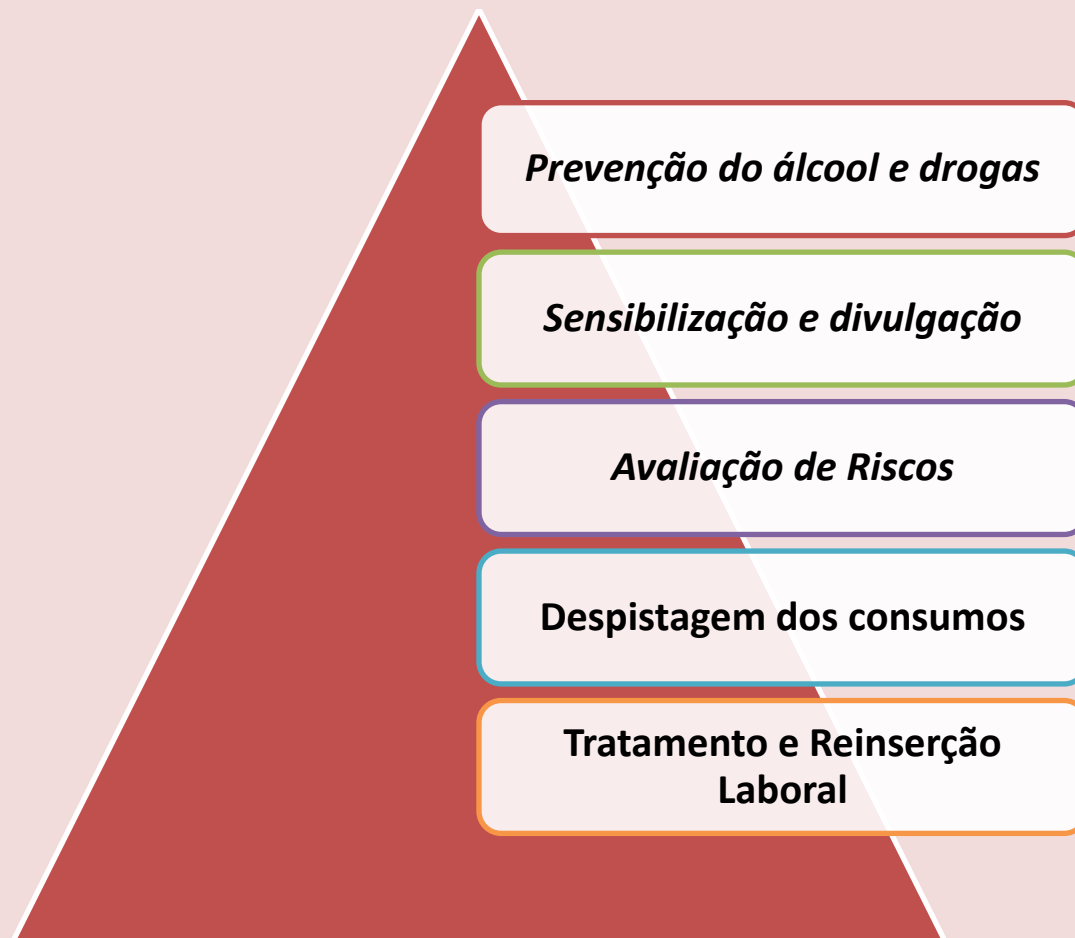 Prevenção do álcool e drogas
Sensibilização e divulgação
Avaliação de Riscos
Despistagem dos consumos
Tratamento e Reinserção
Laboral